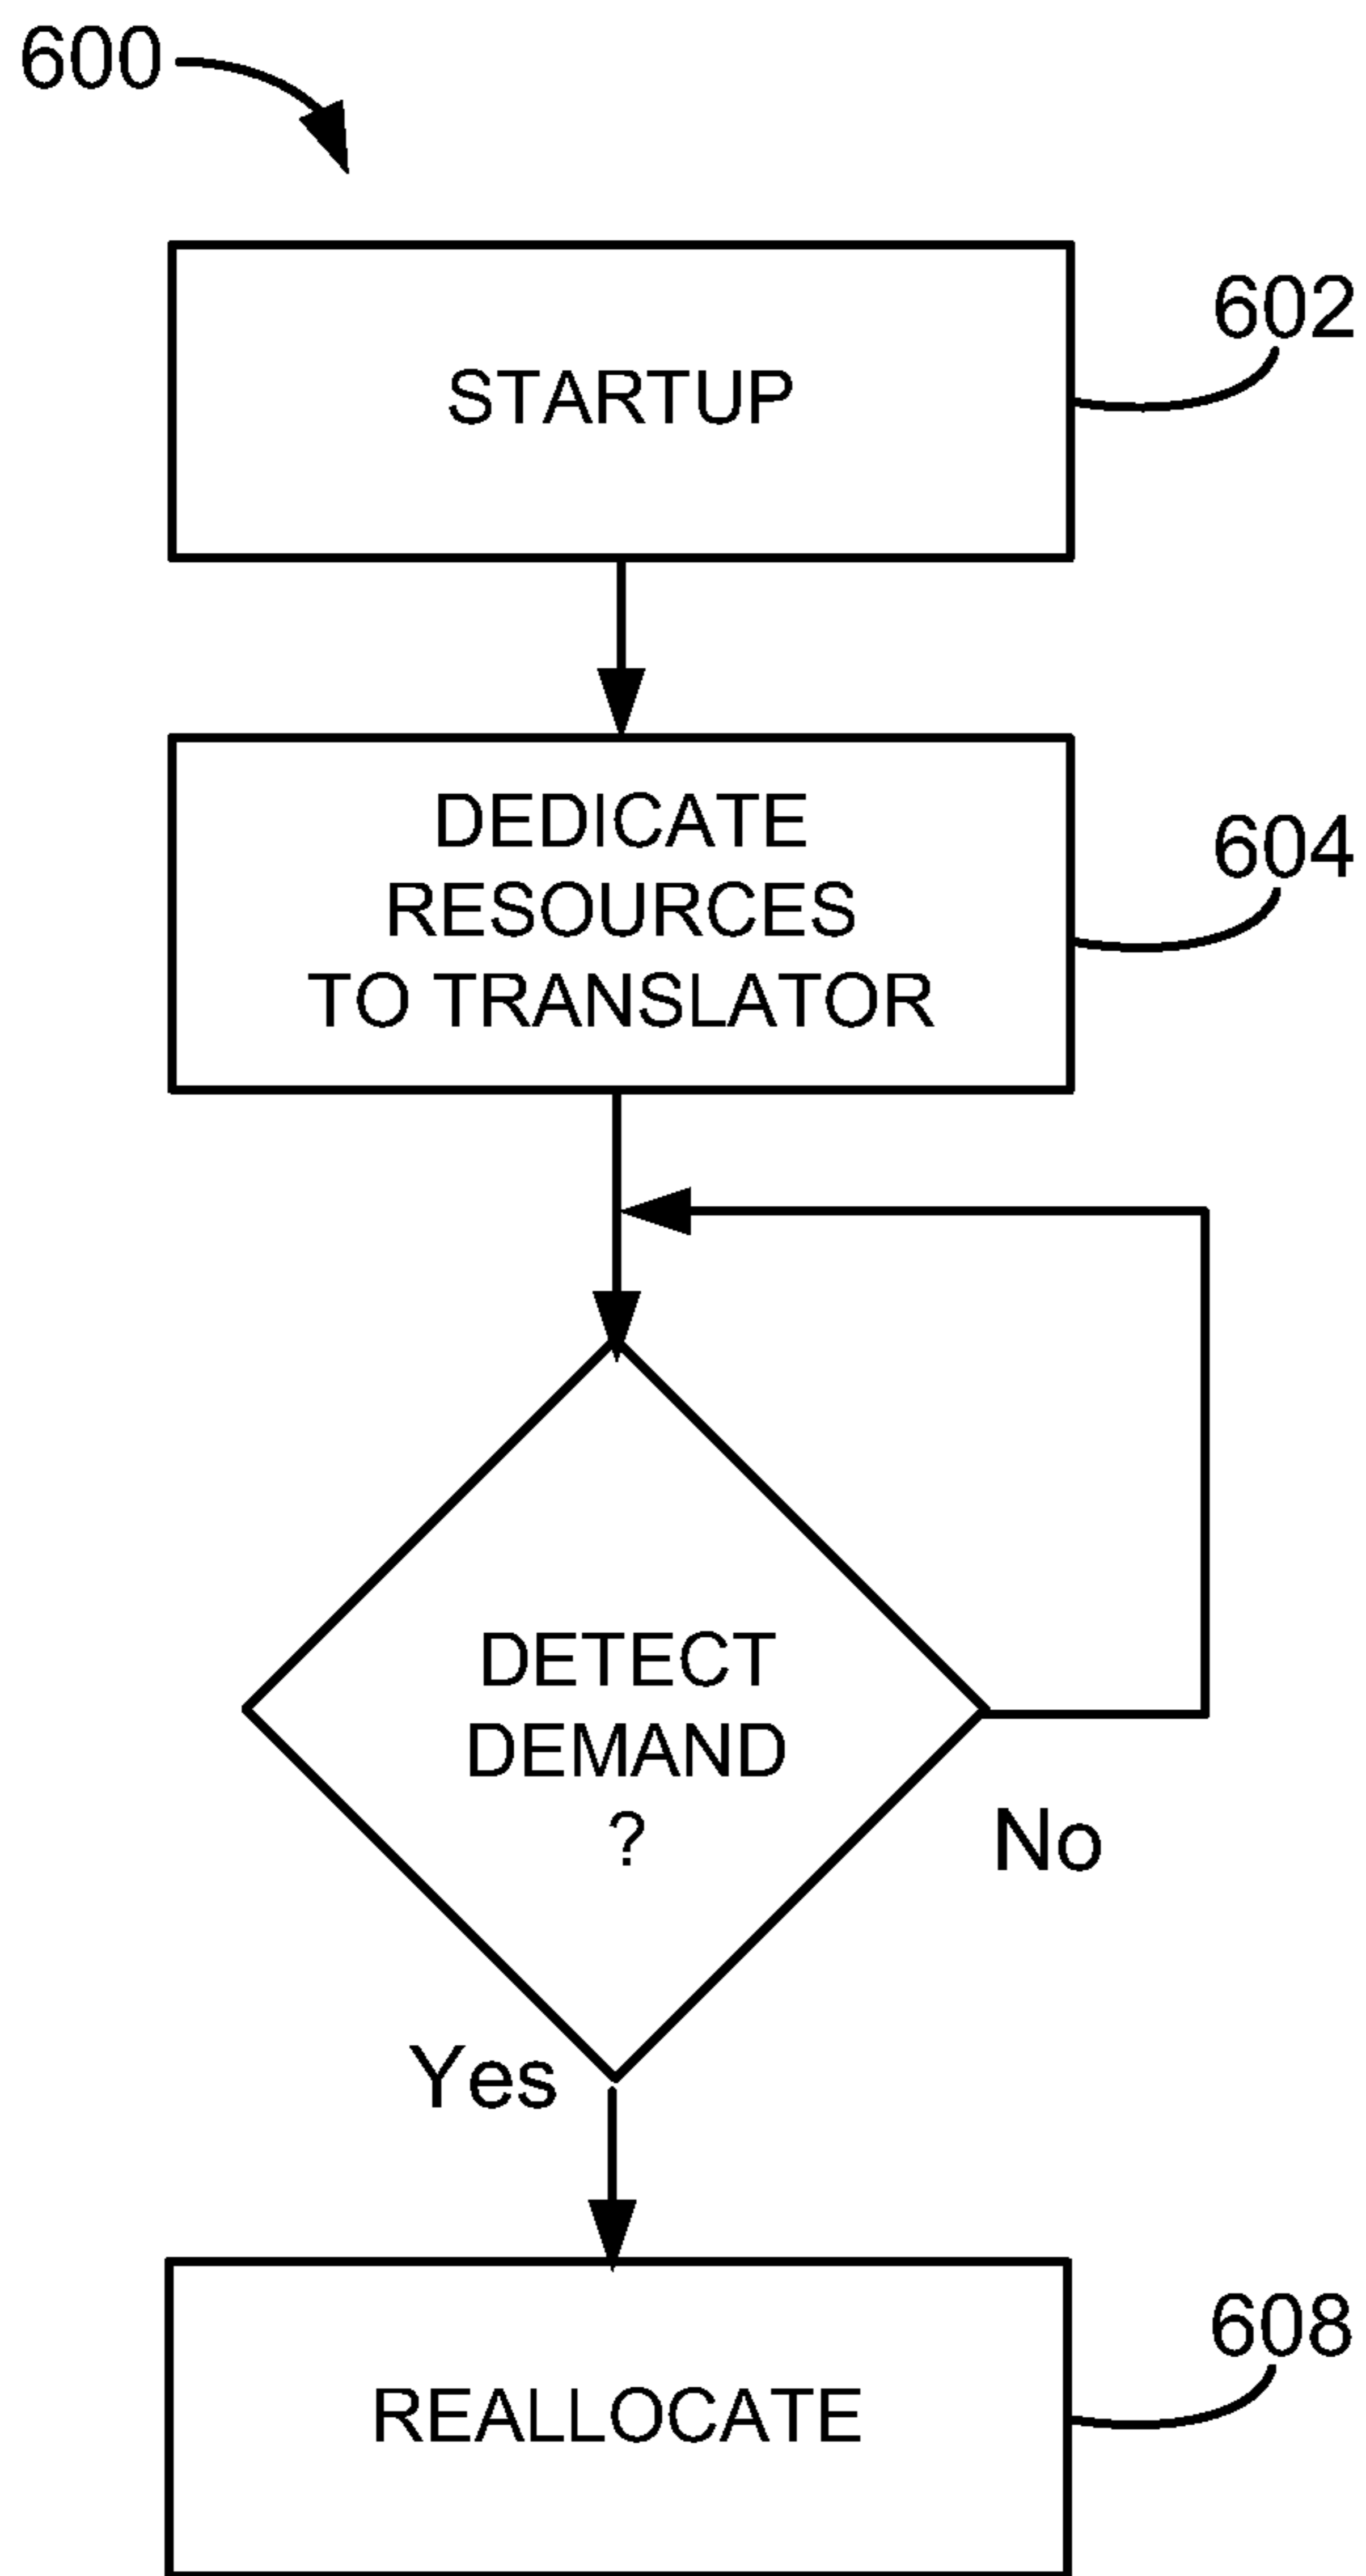 600
602
STARTUP
604
DEDICATE
RESOURCES
TO TRANSLATOR
DETECT
DEMAND
?
No
Yes
608
REALLOCATE